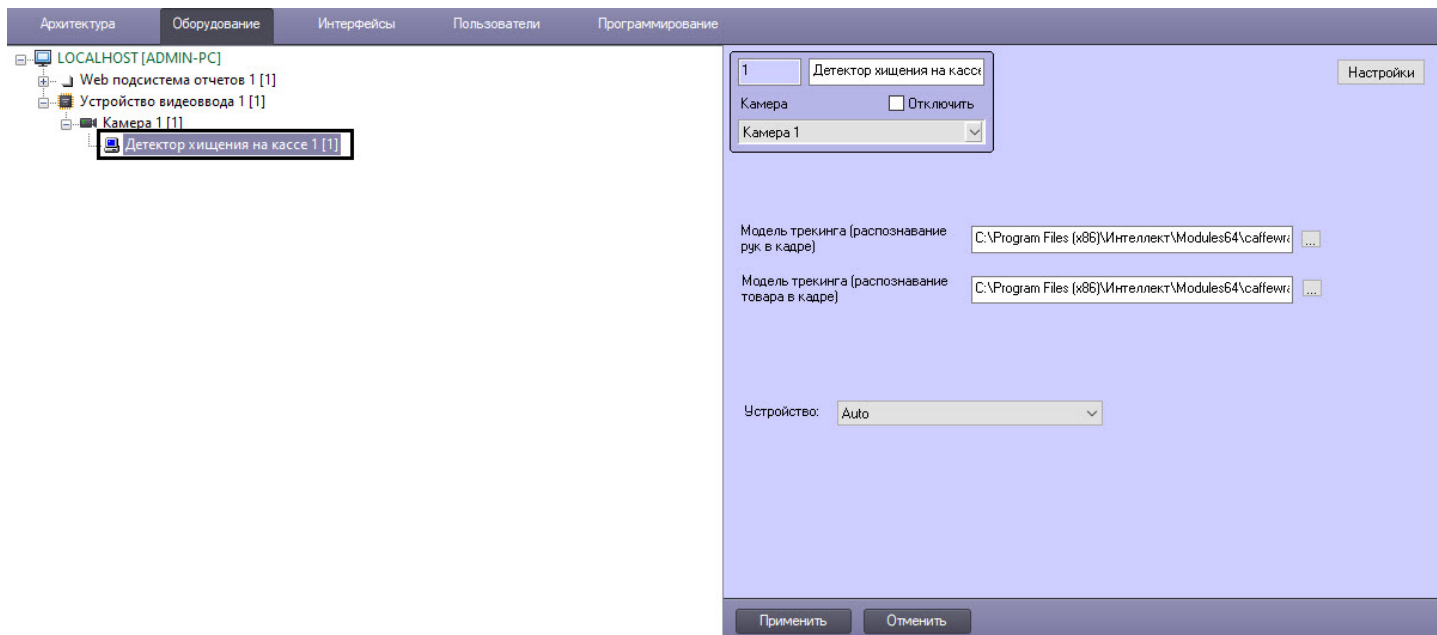 Архитектура Оборудование Интерфейсы Пользователи Программирование
LOCALHOST [ADMIN-PC]
Web подсистема отчетов 1 [1]
Устройство видеоввода 1 [1]
Камера 1 [1]
Детектор хищения на кассе 1 [1]
1 Детектор хищения на кассе
Настройки
Камера Отключить
Камера 1
Модель трекинга (распознавание
рук в кадре)
C:\Program Files (x86)\Интеллект\Modules64\caffewra ...
Модель трекинга (распознавание
товара в кадре)
C:\Program Files (x86)\Интеллект\Modules64\caffewra ...
Устройство: Auto
Применить Отменить